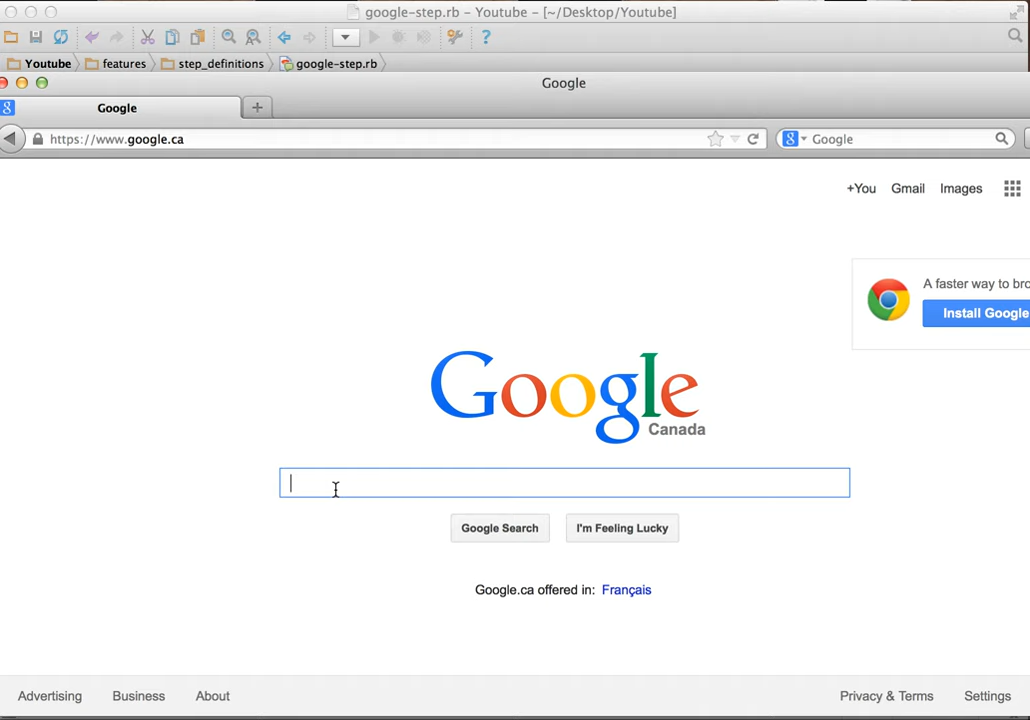 google-step.rb – Youtube – [~/Desktop/Youtube]
Youtube features step_definitions google-step.rb
Google
8 Google
https://www.google.ca 8 Google
+You Gmail Images
A faster way to bro
Install Google
Google
Canada
Google Search I'm Feeling Lucky
Google.ca offered in: Français
Advertising Business About Privacy & Terms Settings